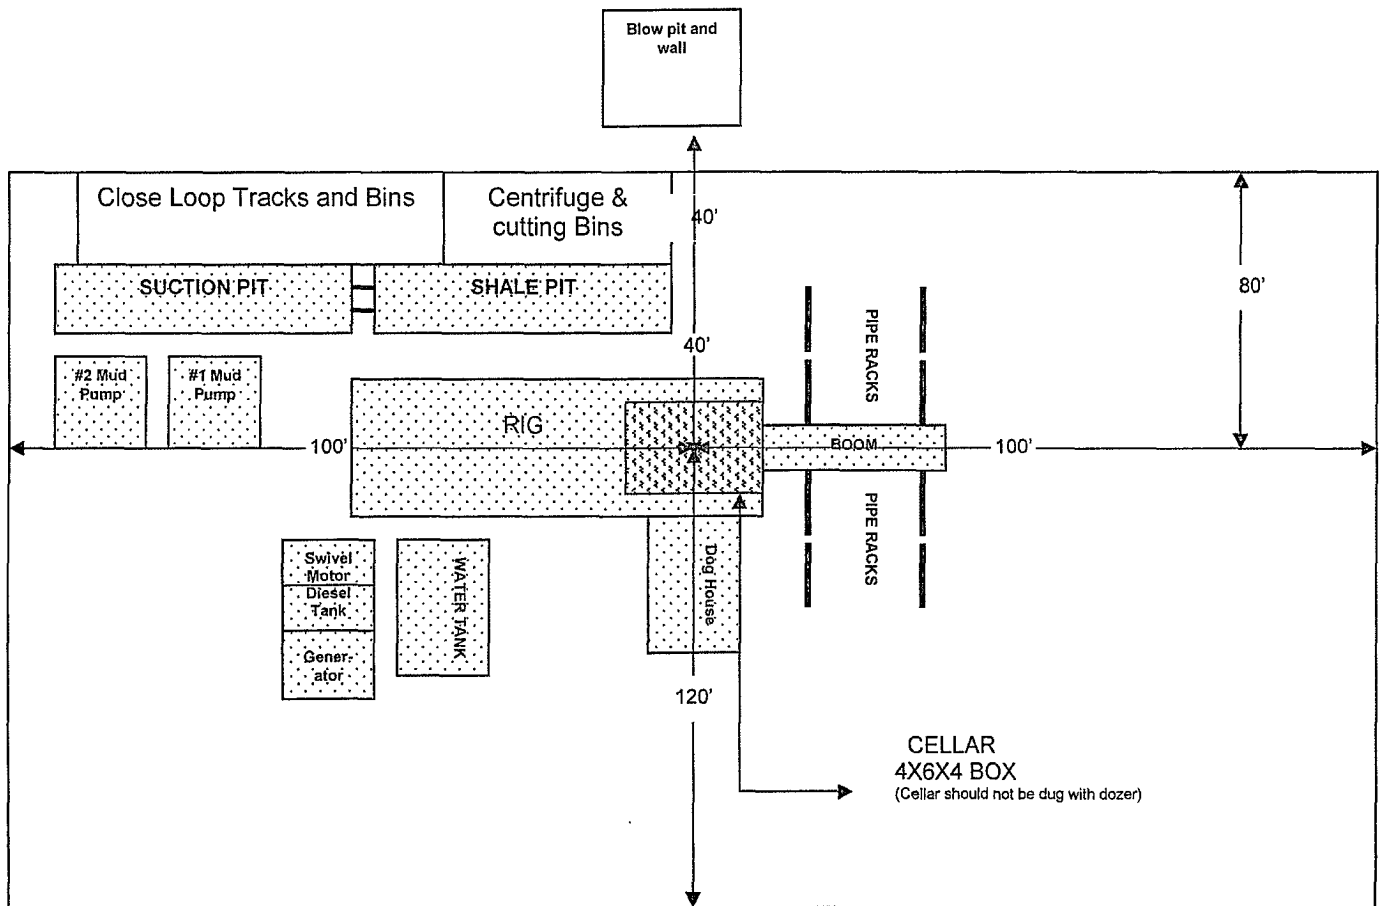 Blow pit and
wall
Close Loop Tracks and Bins
Centrifuge &
cutting Bins
40'
80'
SUCTION PIT
SHALE PIT
40'
PIPE RACKS
#2 Mud
Pump
#1 Mud
Pump
RIG
100'
BOOM
100'
PIPE RACKS
Swivel
Motor
Diesel
Tank
Gener-
ator
WATER TANK
Dog House
120'
CELLAR
4X6X4 BOX
(Cellar should not be dug with dozer)